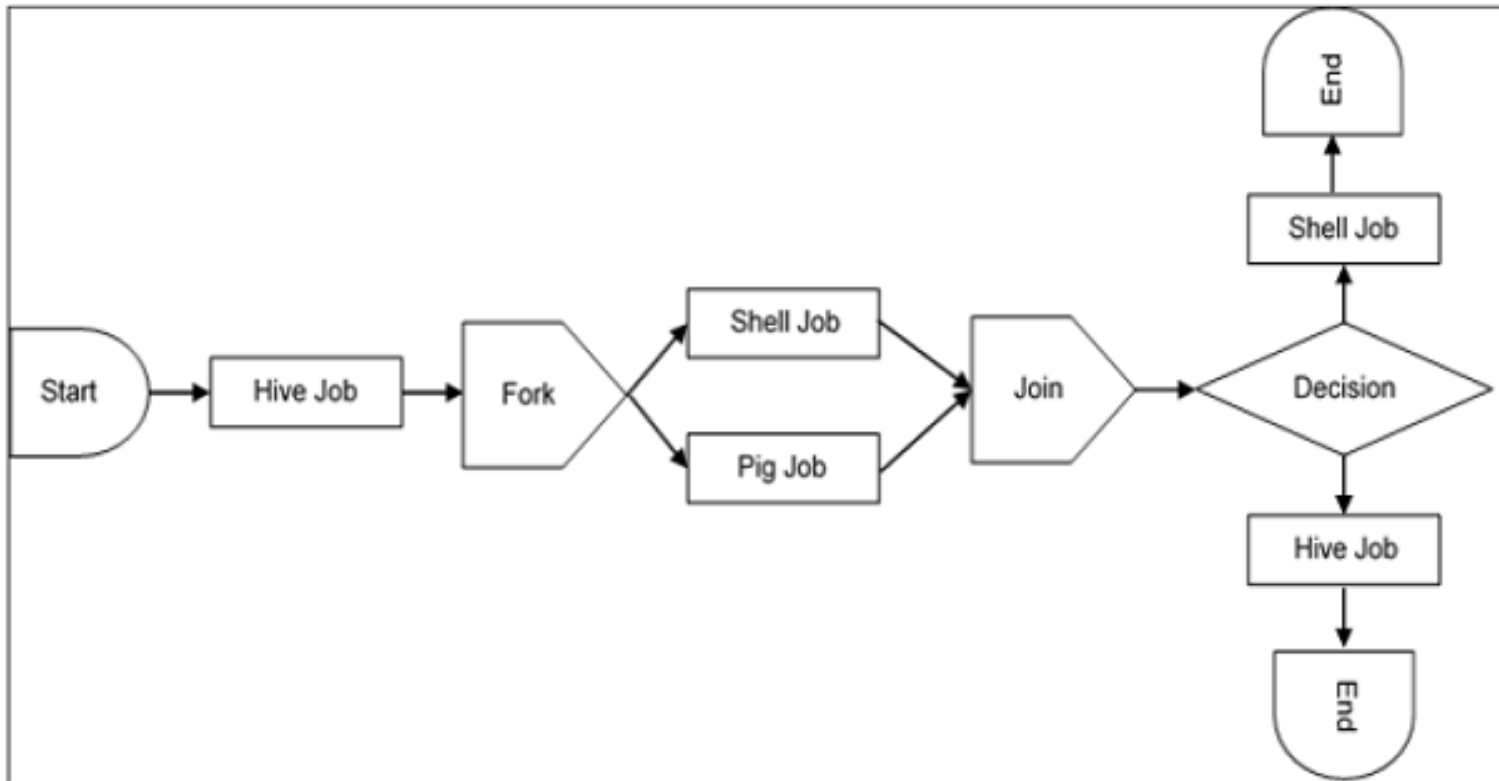 Start
Hive Job
Fork
Shell Job
Pig Job
Join
Decision
Shell Job
End
Hive Job
End